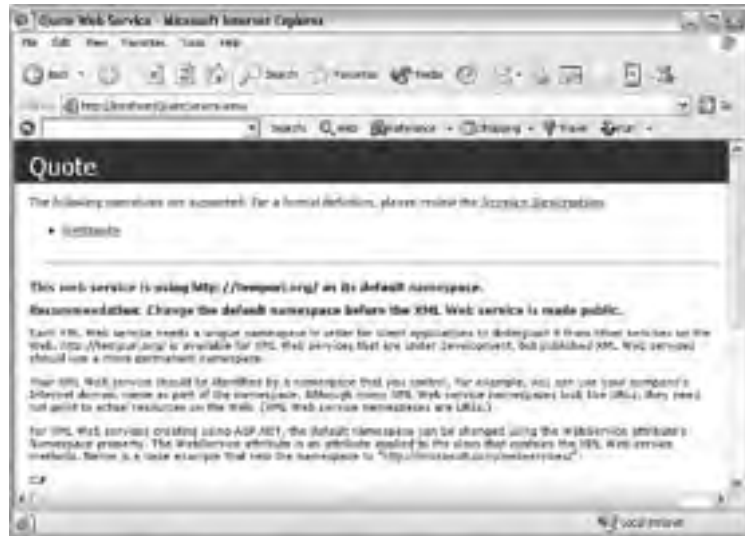 Quote Web Service - Microsoft Internet Explorer
File Edit View Favorites Tools Help
Back Search Favorites Media
Search Web Reference Shopping Travel Fun
Quote
The following operations are supported. For a formal definition, please review the Service Description.
GetQuote
This web service is using http://tempuri.org/ as its default namespace.
Recommendation: Change the default namespace before the XML Web service is made public.
Each XML Web service needs a unique namespace in order for client applications to distinguish it from other services on the
Web. http://tempuri.org/ is available for XML Web services that are under development, but published XML Web services
should use a more permanent namespace.
Your XML Web service should be identified by a namespace that you control. For example, you can use your company's
Internet domain name as part of the namespace. Although many XML Web service namespaces look like URLs, they need
not point to actual resources on the Web. (XML Web service namespaces are URIs.)
For XML Web services creating using ASP.NET, the default namespace can be changed using the WebService attribute's
Namespace property. The WebService attribute is an attribute applied to the class that contains the XML Web service
methods. Below is a code example that sets the namespace to "http://microsoft.com/webservices/":
C#
Local intranet